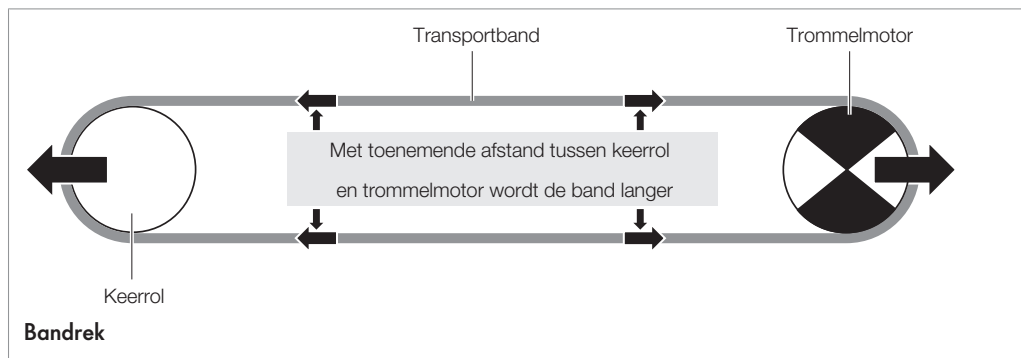 Transportband
Trommelmotor
Met toenemende afstand tussen keerrol
en trommelmotor wordt de band langer
Keerrol
Bandrek